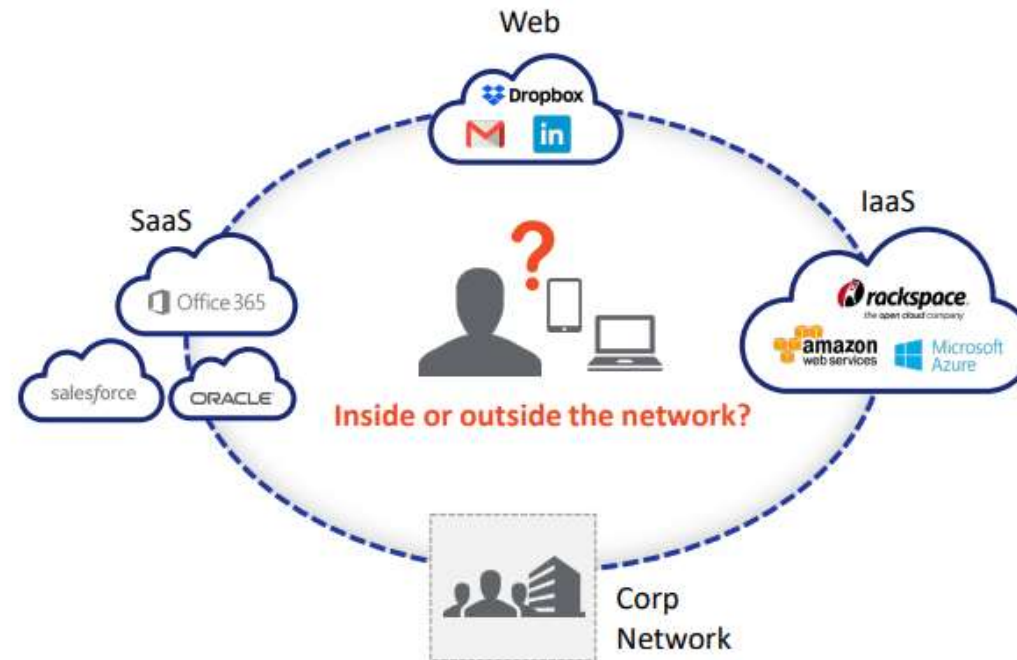 Web
Dropbox
in
SaaS
Office 365
salesforce
ORACLE
?
IaaS
rackspace.
the open cloud company
amazon
web services
Microsoft
Azure
Inside or outside the network?
Corp
Network